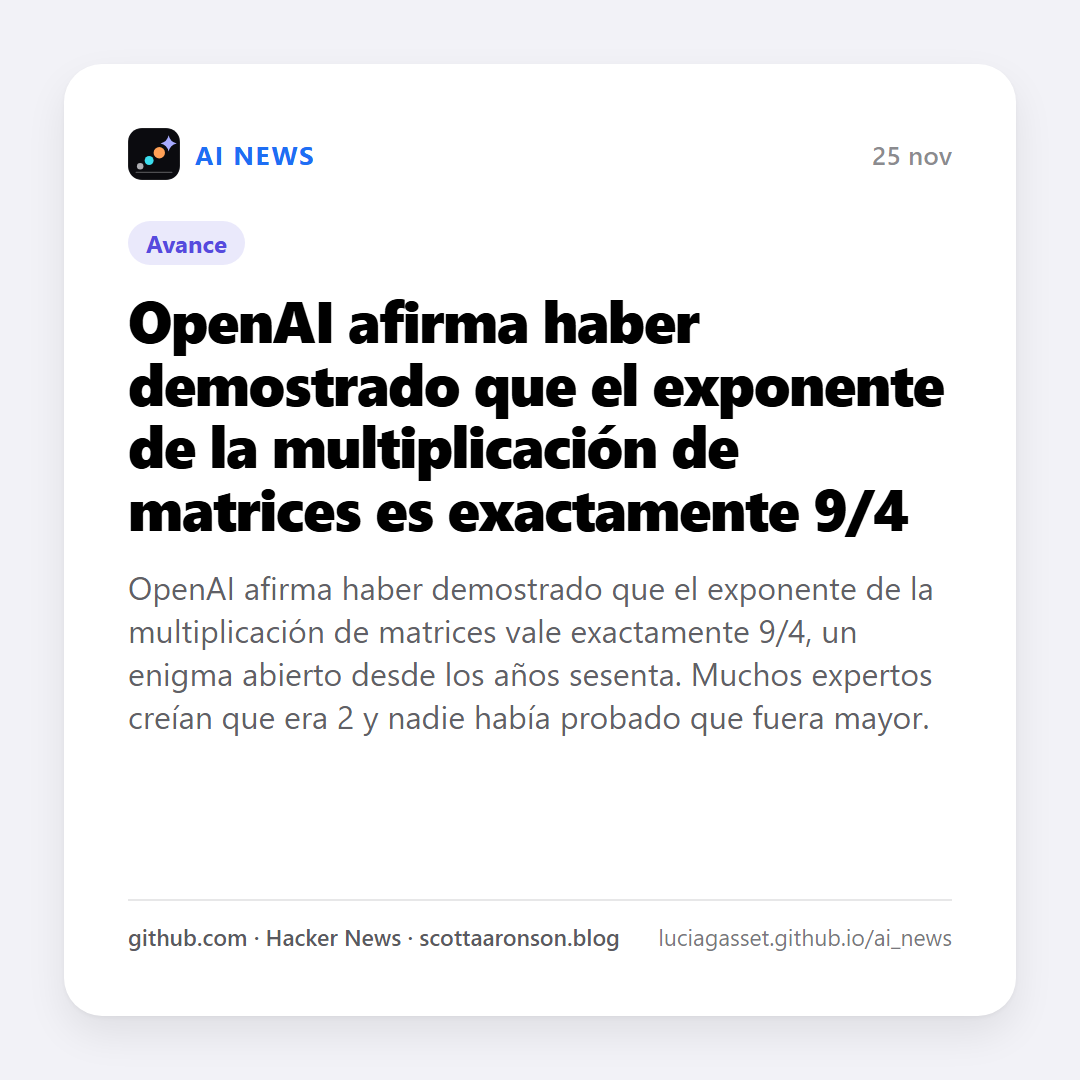 AI NEWS
25 nov
Avance
OpenAI afirma haber
demostrado que el exponente
de la multiplicación de
matrices es exactamente 9/4
OpenAI afirma haber demostrado que el exponente de la
multiplicación de matrices vale exactamente 9/4, un
enigma abierto desde los años sesenta. Muchos expertos
creían que era 2 y nadie había probado que fuera mayor.
github.com · Hacker News · scottaaronson.blog
luciagasset.github.io/ai_news